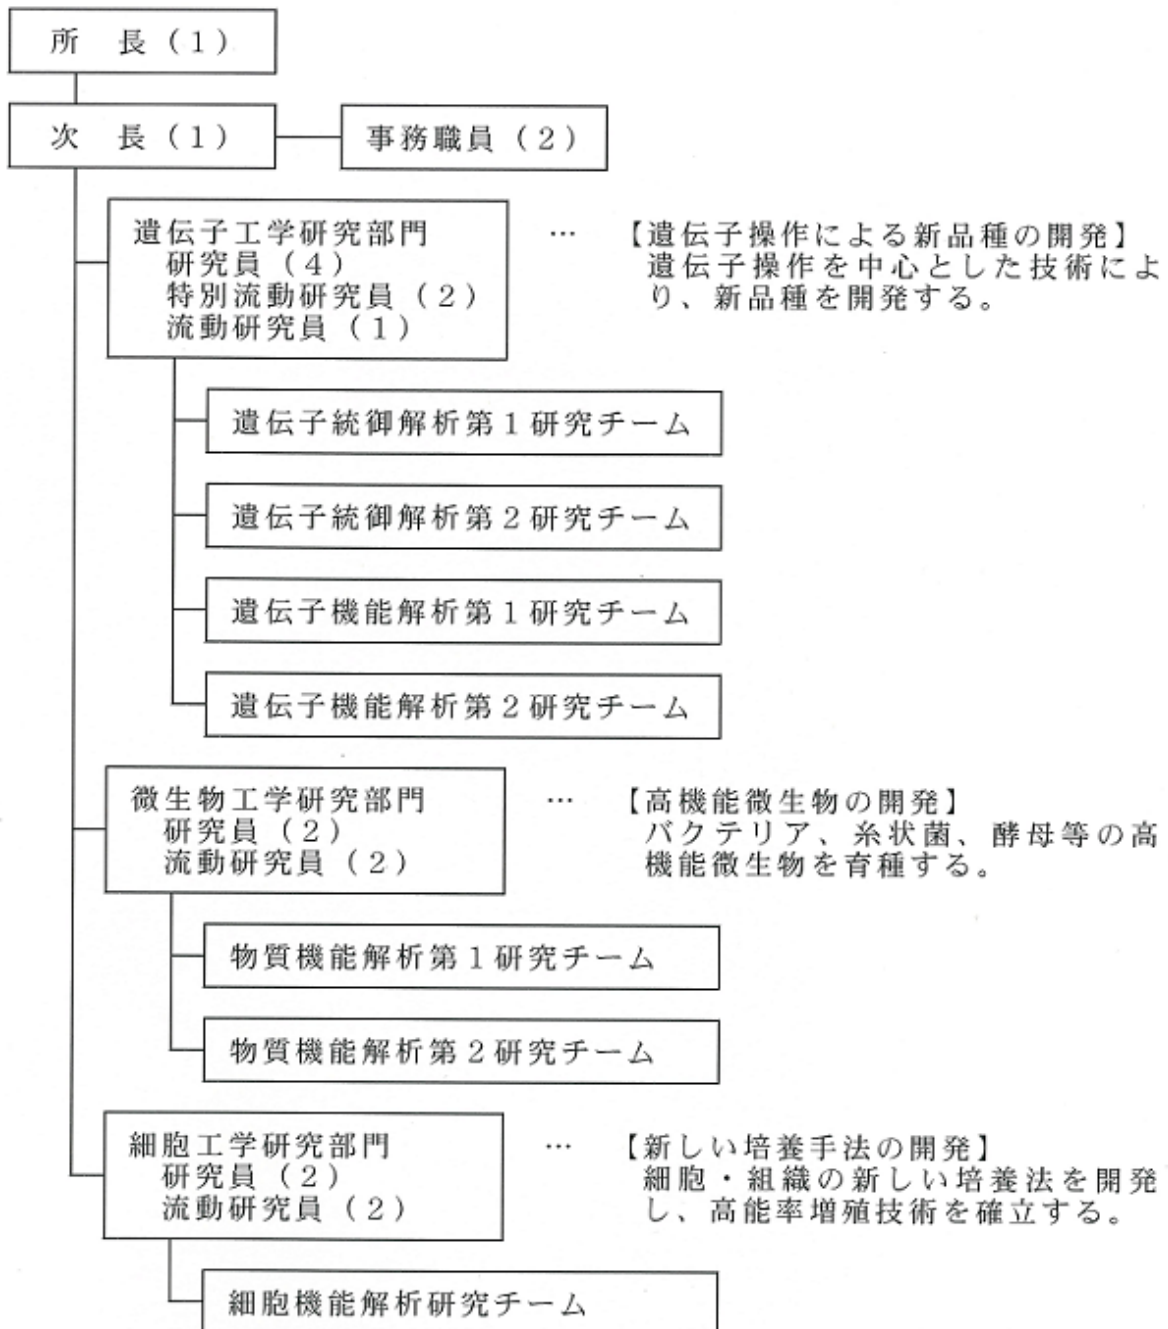 所　長（１）
次　長（１）
事務職員（２）
遺伝子工学研究部門
研究員（４）
特別流動研究員（２）
流動研究員（１）
…
【遺伝子操作による新品種の開発】
遺伝子操作を中心とした技術によ
り、新品種を開発する。
遺伝子統御解析第１研究チーム
遺伝子統御解析第２研究チーム
遺伝子機能解析第１研究チーム
遺伝子機能解析第２研究チーム
微生物工学研究部門
研究員（２）
流動研究員（２）
…
【高機能微生物の開発】
バクテリア、糸状菌、酵母等の高
機能微生物を育種する。
物質機能解析第１研究チーム
物質機能解析第２研究チーム
細胞工学研究部門
研究員（２）
流動研究員（２）
…
【新しい培養手法の開発】
細胞・組織の新しい培養法を開発
し、高能率増殖技術を確立する。
細胞機能解析研究チーム